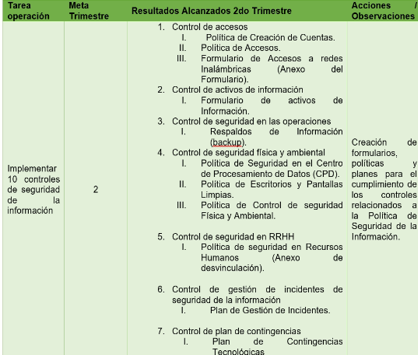 Tarea operación
Meta Trimestre
Resultados Alcanzados 2do Trimestre
Acciones / Observaciones
Implementar
10 controles
de seguridad
de la
información
2
1. Control de accesos
I. Política de Creación de Cuentas.
II. Política de Accesos.
III. Formulario de Accesos a redes
Inalámbricas (Anexo del
Formulario).
2. Control de activos de información
I. Formulario de activos de
Información.
3. Control de seguridad en las operaciones
I. Respaldos de Información
(backup).
4. Control de seguridad física y ambiental
I. Política de Seguridad en el Centro
de Procesamiento de Datos (CPD).
II. Política de Escritorios y Pantallas
Limpias.
III. Política de Control de seguridad
Física y Ambiental.
5. Control de seguridad en RRHH
I. Política de seguridad en Recursos
Humanos (Anexo de
desvinculación).
6. Control de gestión de incidentes de
seguridad de la información
I. Plan de Gestión de Incidentes.
7. Control de plan de contingencias
I. Plan de Contingencias
Tecnológicas
Creación de
formularios,
políticas y
planes para el
cumplimiento de
los controles
relacionados a
la Política de
Seguridad de la
Información.